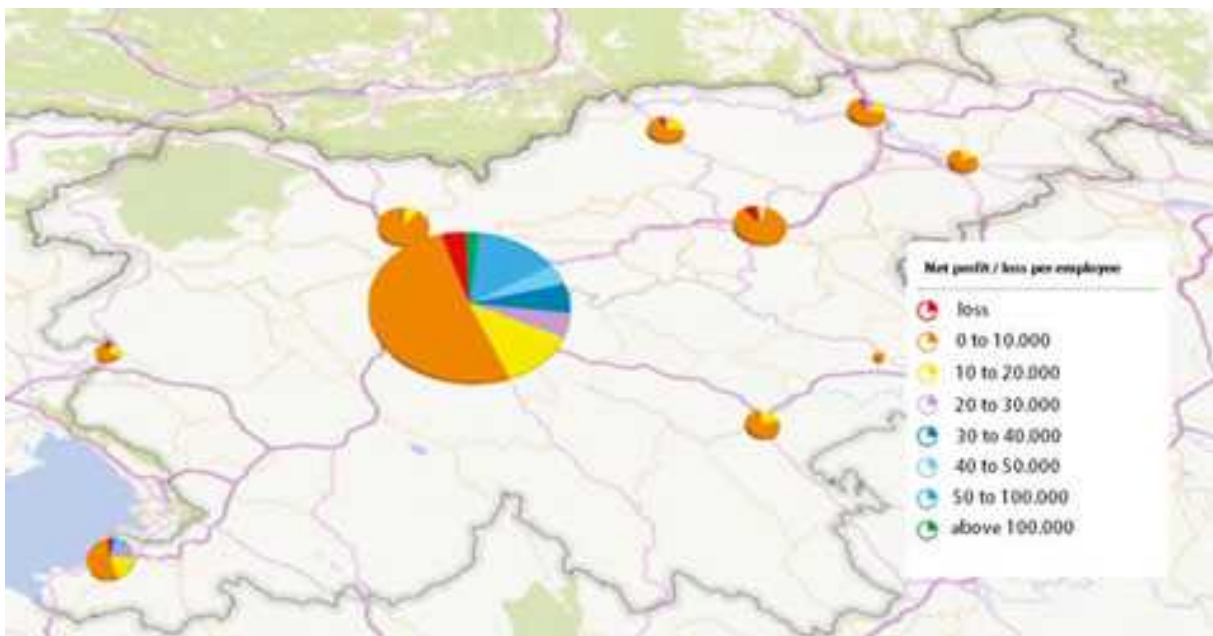 Net profit / loss per employee
loss
0 to 10.000
10 to 20.000
20 to 30.000
30 to 40.000
40 to 50.000
50 to 100.000
above 100.000